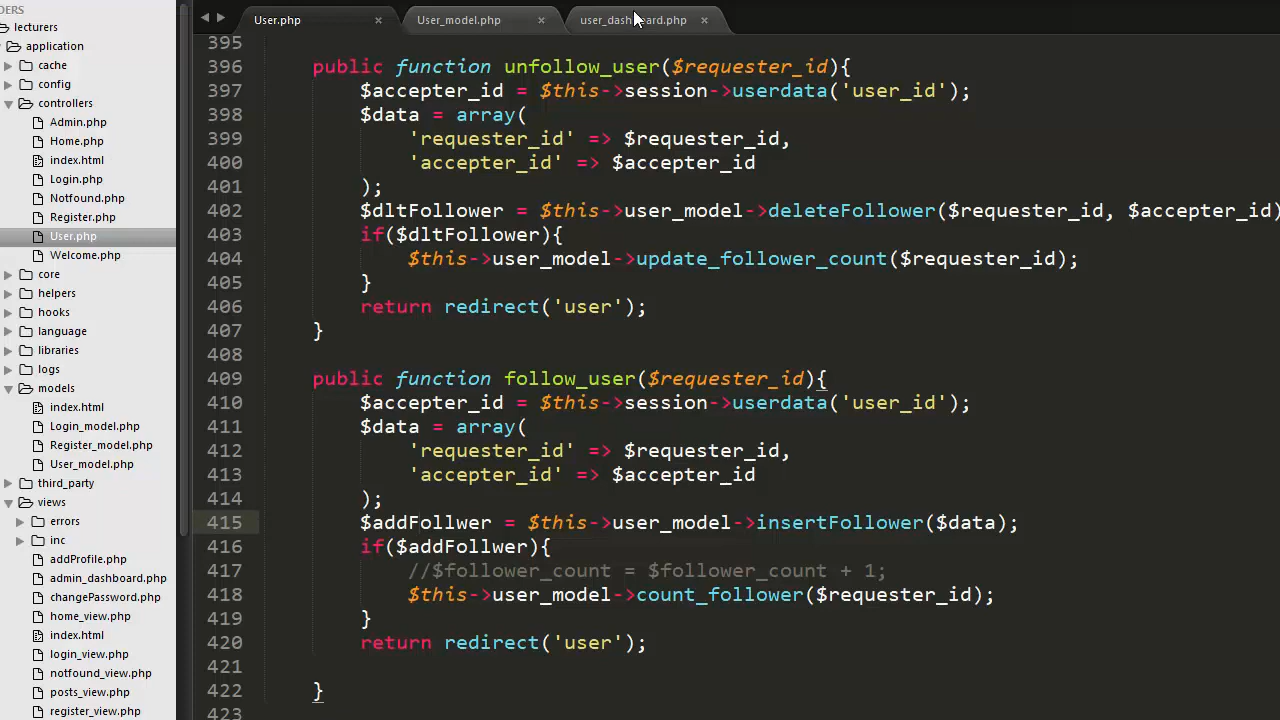 DERS
lecturers
application
cache
config
controllers
Admin.php
Home.php
index.html
Login.php
Notfound.php
Register.php
User.php
Welcome.php
core
helpers
hooks
language
libraries
logs
models
index.html
Login_model.php
Register_model.php
User_model.php
third_party
views
errors
inc
addProfile.php
admin_dashboard.php
changePassword.php
home_view.php
index.html
login_view.php
notfound_view.php
posts_view.php
register_view.php
User.php × User_model.php × user_dashboard.php ×
395
396 public function unfollow_user($requester_id){
397 $accepter_id = $this->session->userdata('user_id');
398 $data = array(
399 'requester_id' => $requester_id,
400 'accepter_id' => $accepter_id
401 );
402 $dltFollower = $this->user_model->deleteFollower($requester_id, $accepter_id)
403 if($dltFollower){
404 $this->user_model->update_follower_count($requester_id);
405 }
406 return redirect('user');
407 }
408
409 public function follow_user($requester_id){
410 $accepter_id = $this->session->userdata('user_id');
411 $data = array(
412 'requester_id' => $requester_id,
413 'accepter_id' => $accepter_id
414 );
415 $addFollwer = $this->user_model->insertFollower($data);
416 if($addFollwer){
417 //$follower_count = $follower_count + 1;
418 $this->user_model->count_follower($requester_id);
419 }
420 return redirect('user');
421
422 }
423